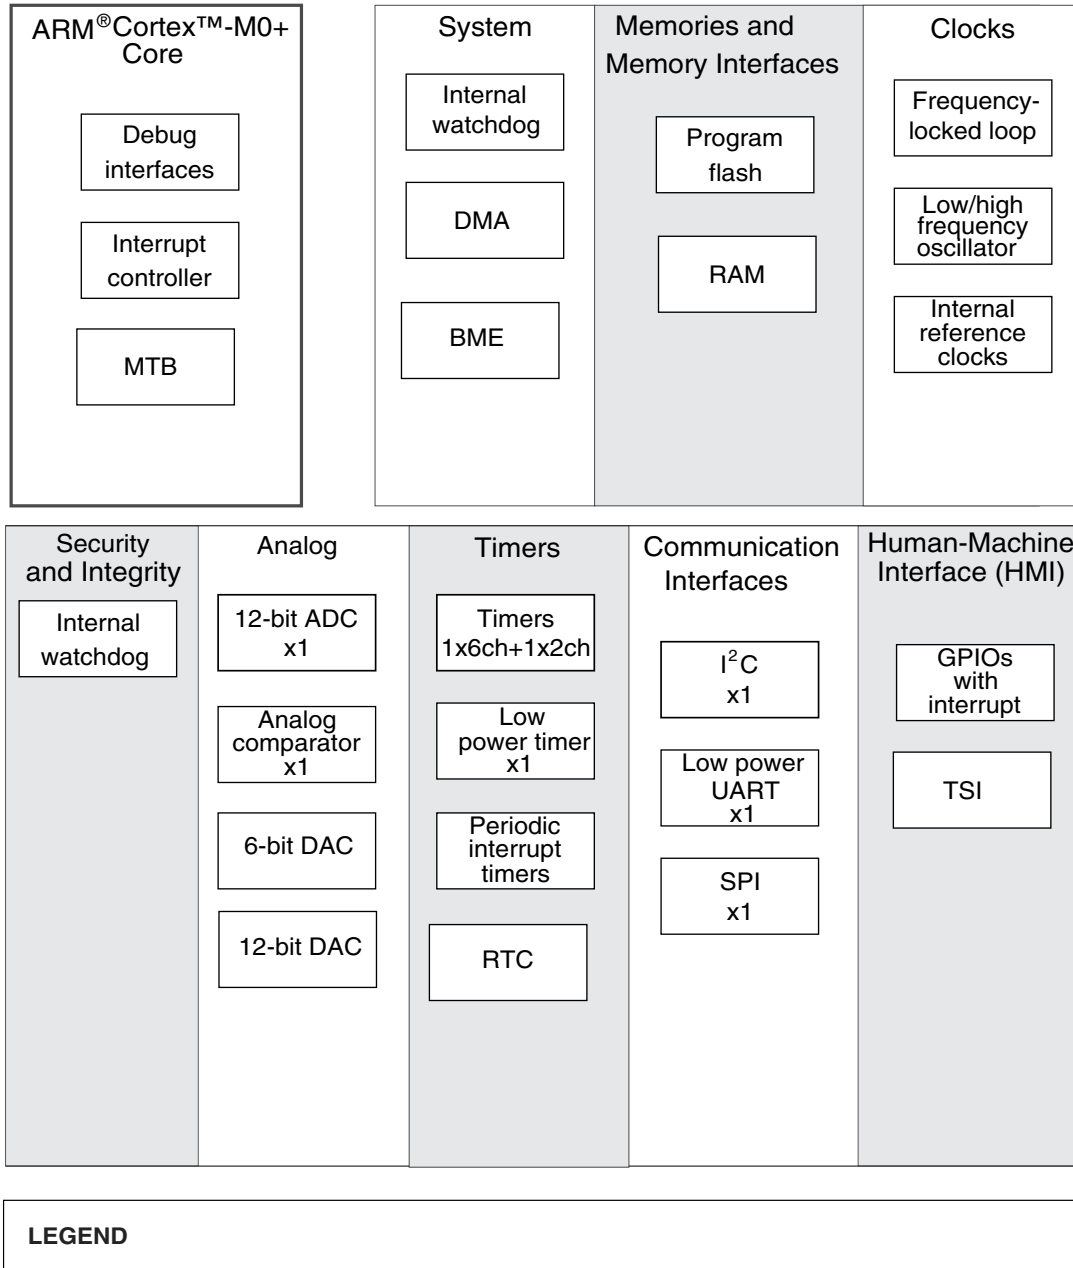 ARM®Cortex™-M0+
Core
Debug
interfaces
Interrupt
controller
MTB
System
Internal
watchdog
DMA
BME
Memories and
Memory Interfaces
Program
flash
RAM
Clocks
Frequency-
locked loop
Low/high
frequency
oscillator
Internal
reference
clocks
Security
and Integrity
Internal
watchdog
Analog
12-bit ADC
x1
Analog
comparator
x1
6-bit DAC
12-bit DAC
Timers
Timers
1x6ch+1x2ch
Low
power timer
x1
Periodic
interrupt
timers
RTC
Communication
Interfaces
I²C
x1
Low power
UART
x1
SPI
x1
Human-Machine
Interface (HMI)
GPIOs
with
interrupt
TSI
LEGEND